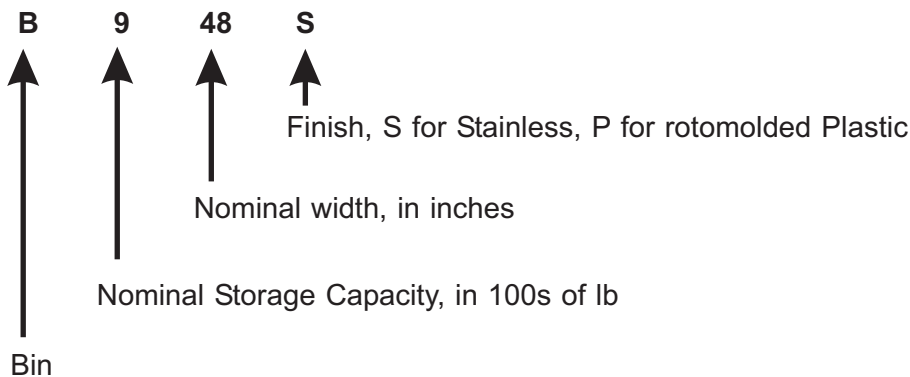 B 9 48 S
Finish, S for Stainless, P for rotomolded Plastic
Nominal width, in inches
Nominal Storage Capacity, in 100s of lb
Bin